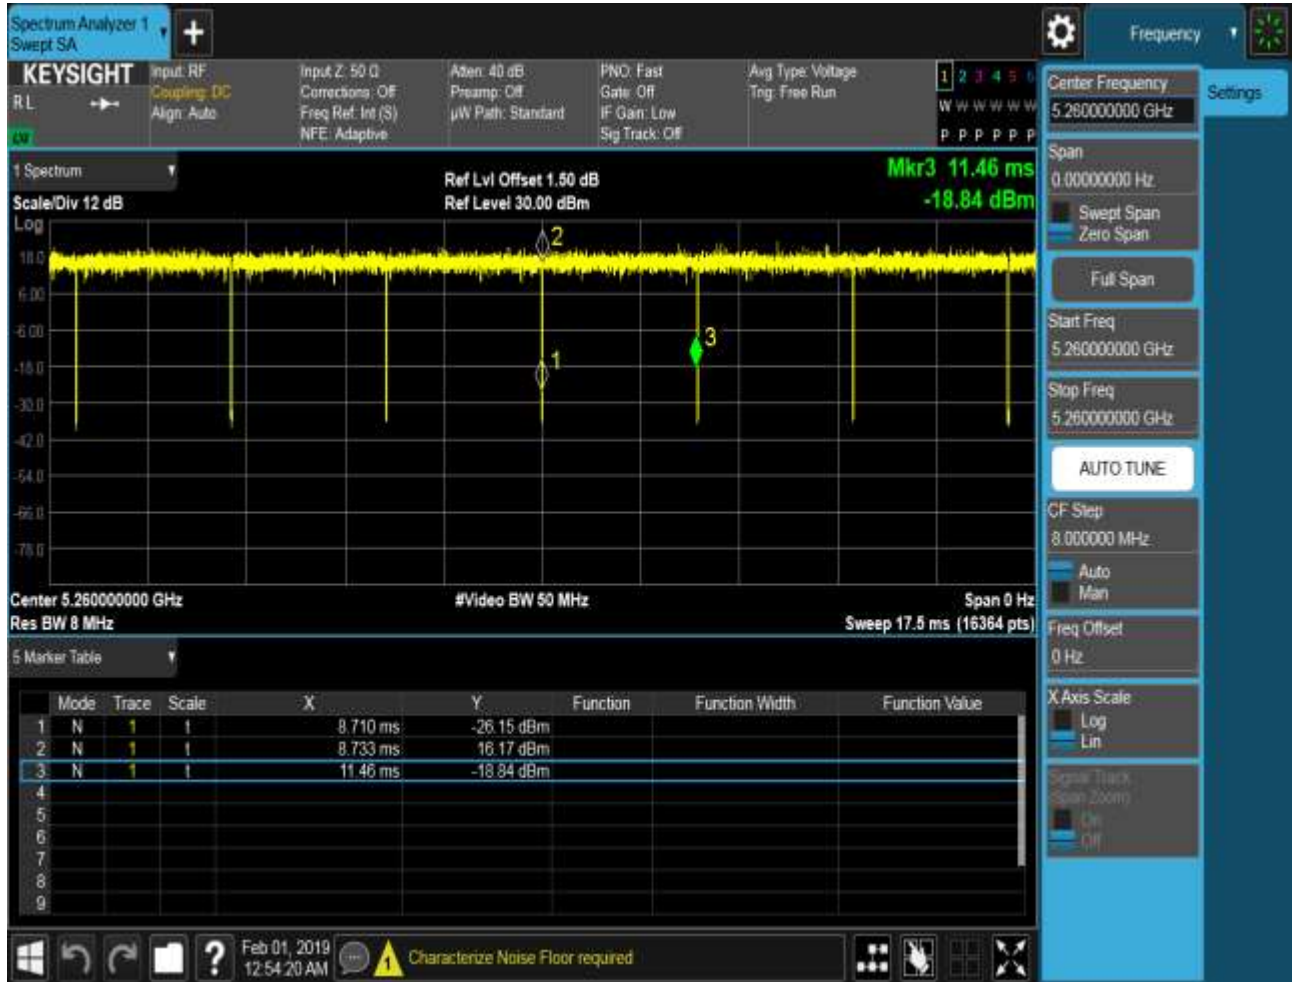 Spectrum Analyzer 1
Swept SA
+
Frequency
KEYSIGHT
RL
Input: RF
Coupling: DC
Align: Auto
Input Z: 50 Ω
Corrections: Off
Freq Ref: Int (S)
NFE: Adaptive
Atten: 40 dB
Preamp: Off
µW Path: Standard
PNO: Fast
Gate: Off
IF Gain: Low
Sig Track: Off
Avg Type: Voltage
Trig: Free Run
1 2 3 4 5 6
W W W W W W
P P P P P P
1 Spectrum
Scale/Div 12 dB
Ref Lvl Offset 1.50 dB
Ref Level 30.00 dBm
Mkr3 11.46 ms
-18.84 dBm
Log
18.0
6.00
-6.00
-18.0
-30.0
-42.0
-54.0
-66.0
-78.0
2
1
3
Center 5.260000000 GHz
Res BW 8 MHz
#Video BW 50 MHz
Span 0 Hz
Sweep 17.5 ms (16364 pts)
5 Marker Table
Mode Trace Scale X Y Function Function Width Function Value
1 N 1 t 8.710 ms -26.15 dBm
2 N 1 t 8.733 ms 16.17 dBm
3 N 1 t 11.46 ms -18.84 dBm
4
5
6
7
8
9
Center Frequency
5.260000000 GHz
Settings
Span
0.00000000 Hz
Swept Span
Zero Span
Full Span
Start Freq
5.260000000 GHz
Stop Freq
5.260000000 GHz
AUTO TUNE
CF Step
8.000000 MHz
Auto
Man
Freq Offset
0 Hz
X Axis Scale
Log
Lin
Signal Track
(Span Zoom)
On
Off
?
Feb 01, 2019
12:54:20 AM
1
Characterize Noise Floor required